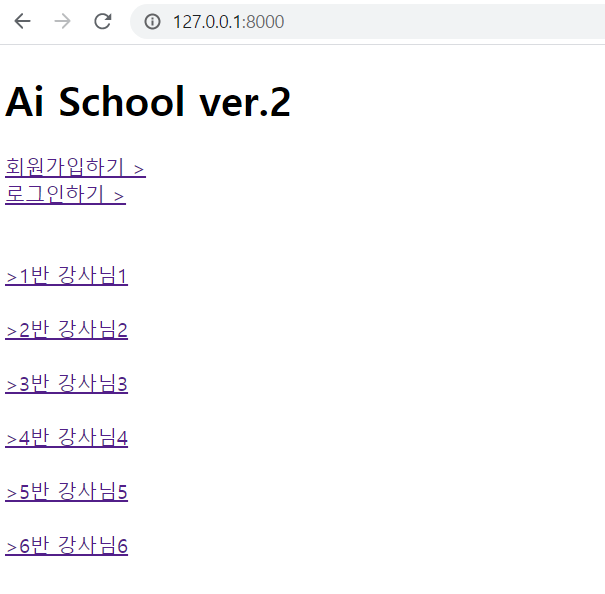 127.0.0.1:8000
Ai School ver.2
회원가입하기 >
로그인하기 >
>1반 강사님1
>2반 강사님2
>3반 강사님3
>4반 강사님4
>5반 강사님5
>6반 강사님6